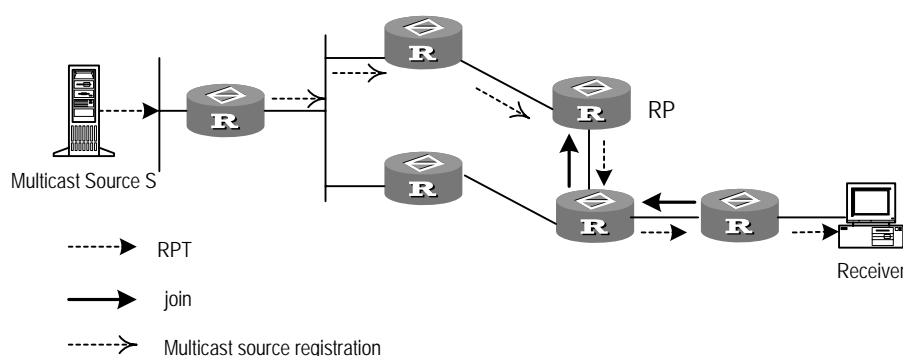 R
R
RP
R
Multicast Source S
R
R
R
Receiver
RPT
join
Multicast source registration